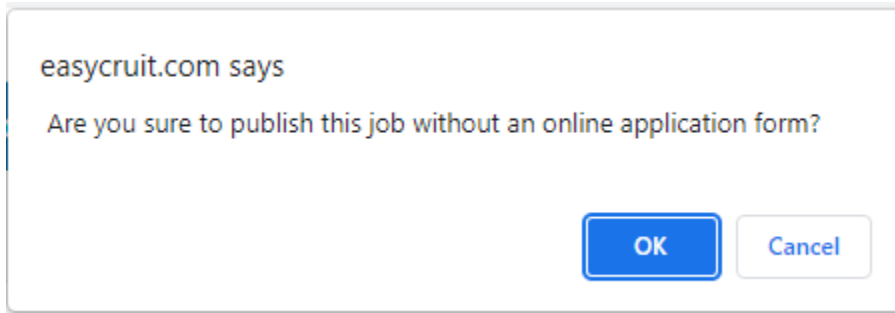 easycruit.com says
Are you sure to publish this job without an online application form?
OK
Cancel